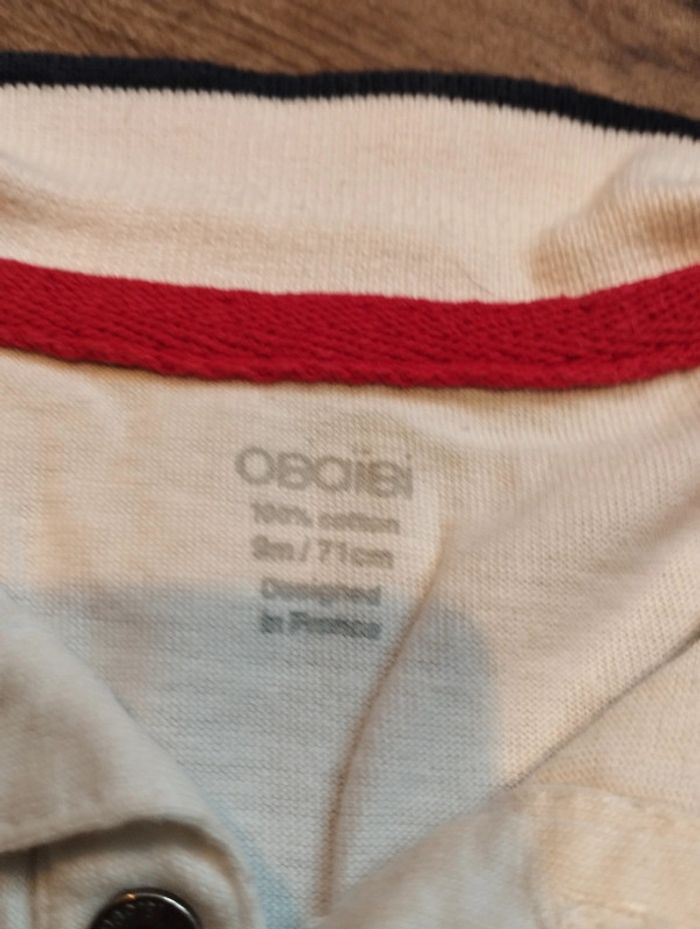 OBAIBI
100% cotton
9m / 71cm
Designed
in France